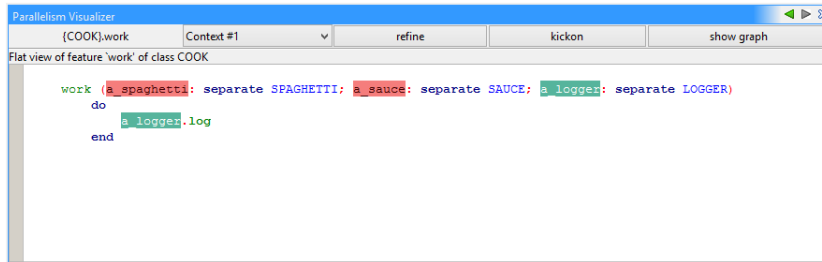 Parallelism Visualizer
{COOK}.work Context #1 refine kickon show graph
Flat view of feature `work' of class COOK
work (a_spaghetti: separate SPAGHETTI; a_sauce: separate SAUCE; a_logger: separate LOGGER)
do
a_logger.log
end